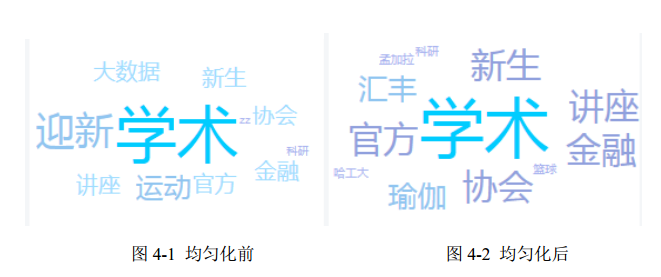 大数据
新生
迎新
学术
zz
协会
科研
金融
讲座
运动
官方
孟加拉
科研
新生
汇丰
讲座
官方
学术
金融
哈工大
篮球
瑜伽
协会
图 4-1 均匀化前
图 4-2 均匀化后